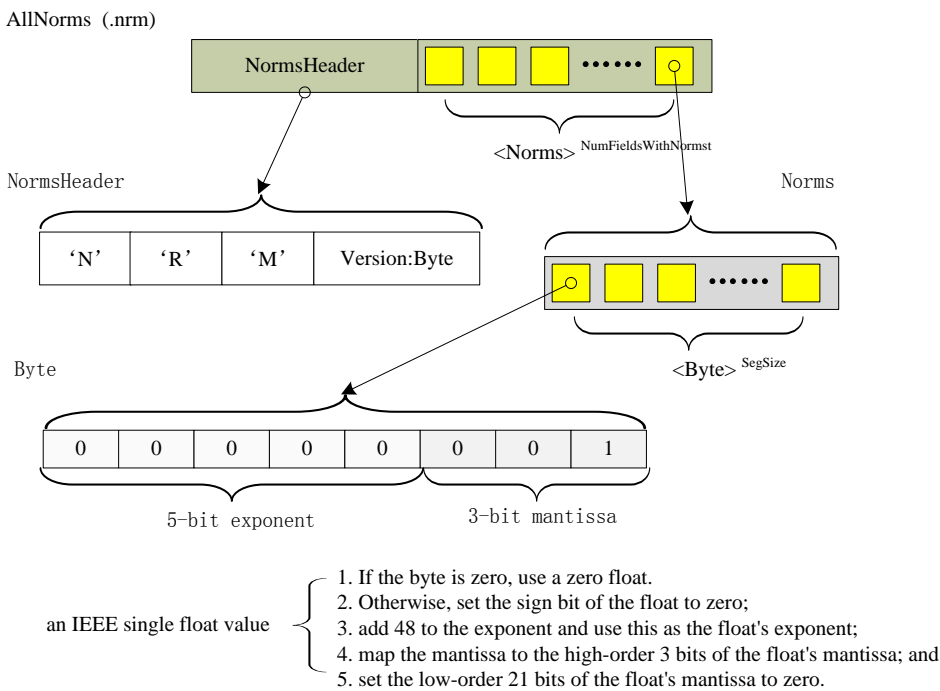 AllNorms (.nrm)
NormsHeader
<Norms> NumFieldsWithNormst
NormsHeader
Norms
‘N’ ‘R’ ‘M’ Version:Byte
<Byte> SegSize
Byte
0 0 0 0 0 0 0 1
5-bit exponent
3-bit mantissa
an IEEE single float value
1. If the byte is zero, use a zero float.
2. Otherwise, set the sign bit of the float to zero;
3. add 48 to the exponent and use this as the float's exponent;
4. map the mantissa to the high-order 3 bits of the float's mantissa; and
5. set the low-order 21 bits of the float's mantissa to zero.